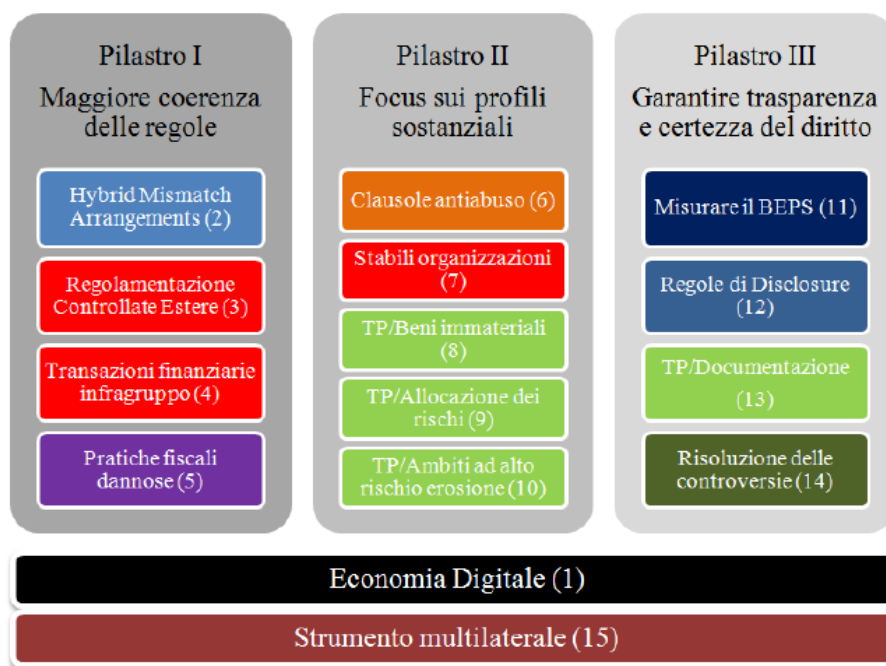 Pilastro I
Maggiore coerenza
delle regole
Hybrid Mismatch
Arrangements (2)
Regolamentazione
Controllate Estere (3)
Transazioni finanziarie
infragruppo (4)
Pratiche fiscali
dannose (5)
Pilastro II
Focus sui profili
sostanziali
Clausole antiabuso (6)
Stabili organizzazioni
(7)
TP/Beni immateriali
(8)
TP/Allocazione dei
rischi (9)
TP/Ambiti ad alto
rischio erosione (10)
Pilastro III
Garantire trasparenza
e certezza del diritto
Misurare il BEPS (11)
Regole di Disclosure
(12)
TP/Documentazione
(13)
Risoluzione delle
controversie (14)
Economia Digitale (1)
Strumento multilaterale (15)